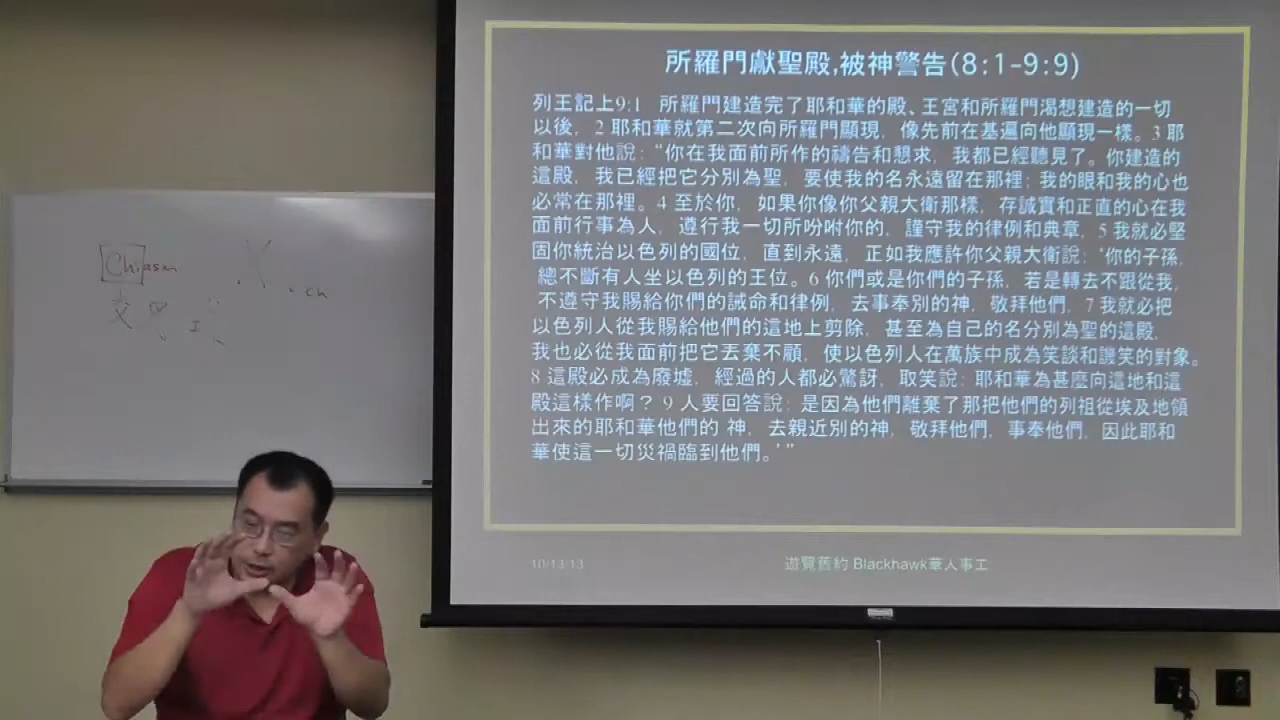 所羅門獻聖殿,被神警告(8:1-9:9)
列王記上9:1 所羅門建造完了耶和華的殿、王宮和所羅門渴想建造的一切
以後，2 耶和華就第二次向所羅門顯現，像先前在基遍向他顯現一樣。3 耶
和華對他說：“你在我面前所作的禱告和懇求，我都已經聽見了。你建造的
這殿，我已經把它分別為聖，要使我的名永遠留在那裡；我的眼和我的心也
必常在那裡。4 至於你，如果你像你父親大衛那樣，存誠實和正直的心在我
面前行事為人，遵行我一切所吩咐你的，謹守我的律例和典章，5 我就必堅
固你統治以色列的國位，直到永遠，正如我應許你父親大衛說：‘你的子孫，
總不斷有人坐以色列的王位。6 你們或是你們的子孫，若是轉去不跟從我，
不遵守我賜給你們的誡命和律例，去事奉別的神，敬拜他們，7 我就必把
以色列人從我賜給他們的這地上剪除，甚至為自己的名分別為聖的這殿，
我也必從我面前把它丟棄不顧，使以色列人在萬族中成為笑談和譏笑的對象。
8 這殿必成為廢墟，經過的人都必驚訝，取笑說：耶和華為甚麼向這地和這
殿這樣作啊？ 9 人要回答說：是因為他們離棄了那把他們的列祖從埃及地領
出來的耶和華他們的 神，去親近別的神，敬拜他們，事奉他們，因此耶和
華使這一切災禍臨到他們。’”
10/13/13
遊覽舊約 Blackhawk華人事工
Chiasm
X
ch
交
I